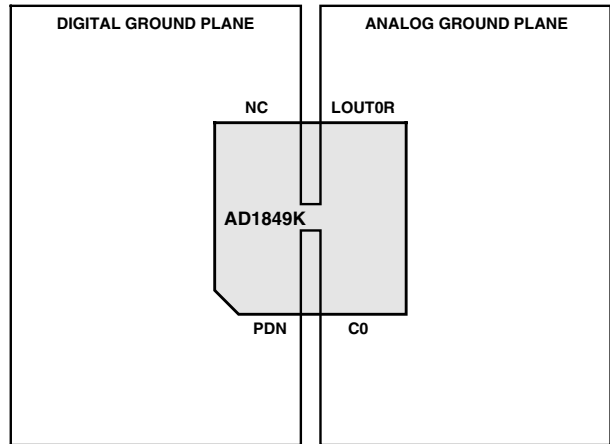 DIGITAL GROUND PLANE
ANALOG GROUND PLANE
NC
LOUT0R
AD1849K
PDN
C0